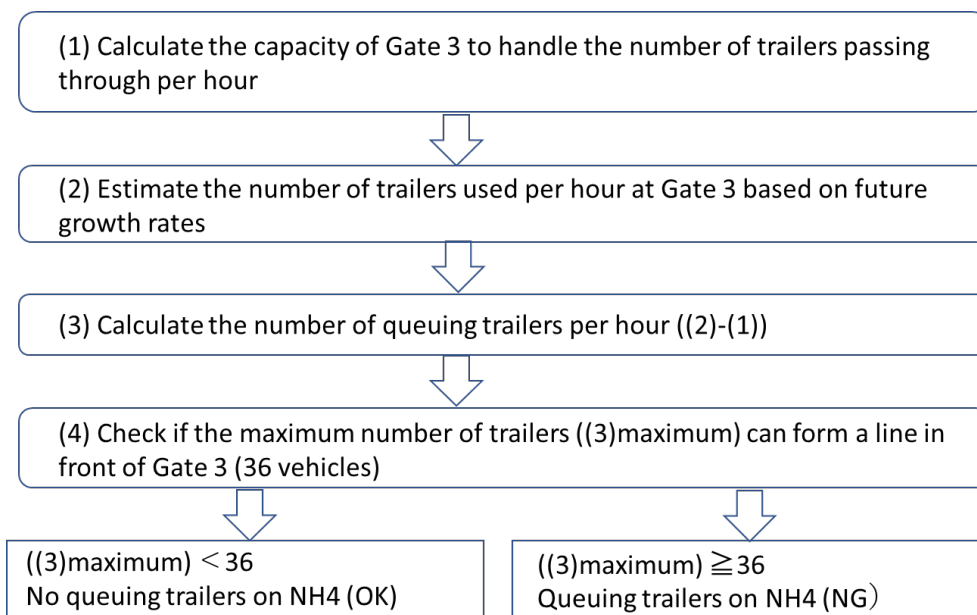 (1) Calculate the capacity of Gate 3 to handle the number of trailers passing
through per hour
(2) Estimate the number of trailers used per hour at Gate 3 based on future
growth rates
(3) Calculate the number of queuing trailers per hour ((2)-(1))
(4) Check if the maximum number of trailers ((3)maximum) can form a line in
front of Gate 3 (36 vehicles)
((3)maximum) ＜36
No queuing trailers on NH4 (OK)
((3)maximum) ≧36
Queuing trailers on NH4 (NG）